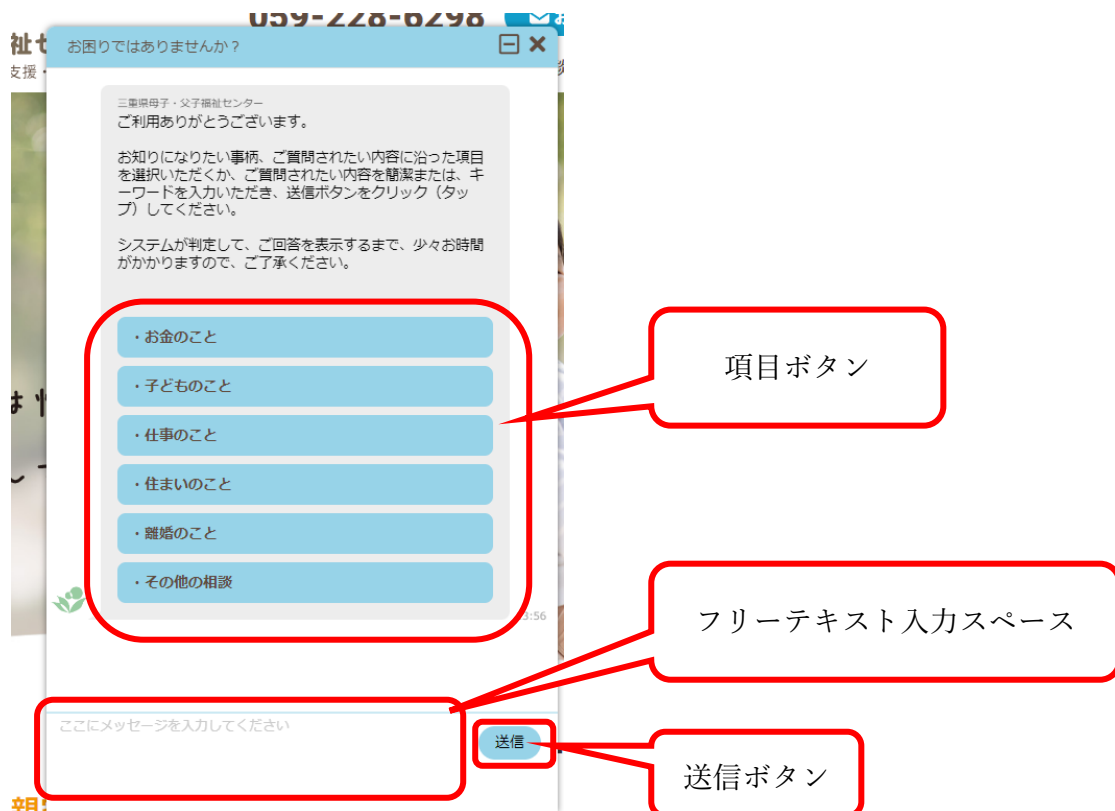 059-228-6298
祉セ
お困りではありませんか?
支援・
三重県母子・父子福祉センター
ご利用ありがとうございます。
お知りになりたい事柄、ご質問されたい内容に沿った項目
を選択いただくか、ご質問されたい内容を簡潔または、キ
ーワードを入力いただき、送信ボタンをクリック(タッ
プ)してください。
システムが判定して、ご回答を表示するまで、少々お時間
がかかりますので、ご了承ください。
・お金のこと
・子どものこと
・仕事のこと
・住まいのこと
・離婚のこと
・その他の相談
3:56
ここにメッセージを入力してください
送信
項目ボタン
フリーテキスト入力スペース
送信ボタン